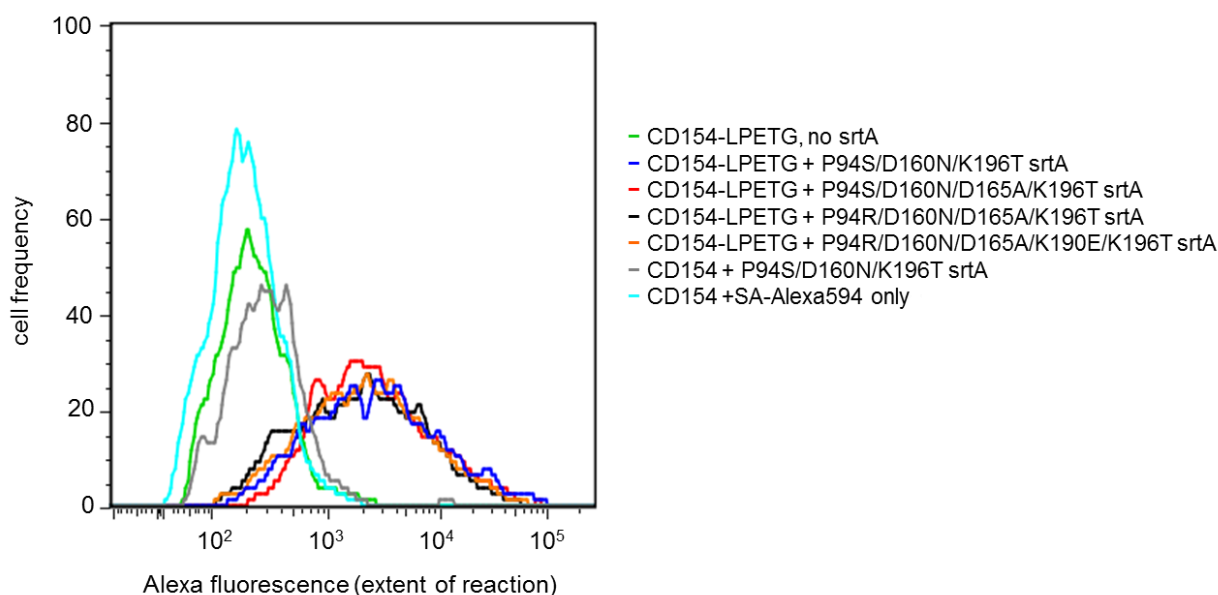 100
80
60
40
20
0
cell frequency
10²
10³
10⁴
10⁵
Alexa fluorescence (extent of reaction)
CD154-LPETG, no srtA
CD154-LPETG + P94S/D160N/K196T srtA
CD154-LPETG + P94S/D160N/D165A/K196T srtA
CD154-LPETG + P94R/D160N/D165A/K196T srtA
CD154-LPETG + P94R/D160N/D165A/K190E/K196T srtA
CD154 + P94S/D160N/K196T srtA
CD154 +SA-Alexa594 only